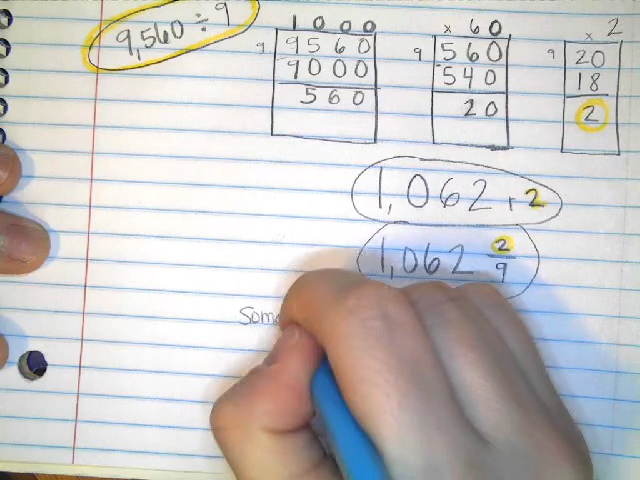 9,560 ÷ 9
1000 × 60 × 2
9 9560 9 560 9 20
9000 540 18
560 20 2
1,062 r 2
1,062 2/9